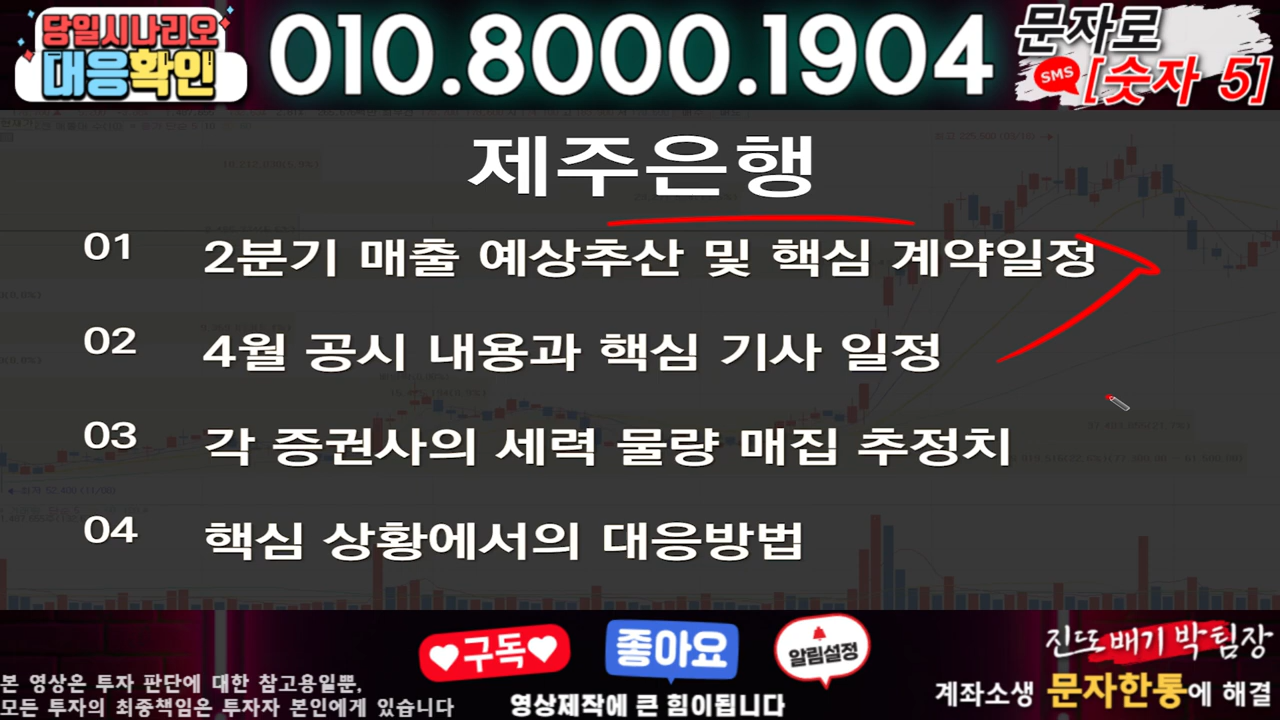 당일시나리오
대응확인
010.8000.1904
문자로
SMS [숫자 5]
제주은행
01 2분기 매출 예상추산 및 핵심 계약일정
02 4월 공시 내용과 핵심 기사 일정
03 각 증권사의 세력 물량 매집 추정치
04 핵심 상황에서의 대응방법
구독
좋아요
알림설정
영상제작에 큰 힘이됩니다
본 영상은 투자 판단에 대한 참고용일뿐,
모든 투자의 최종책임은 투자자 본인에게 있습니다
진또배기 박팀장
계좌소생 문자한통에 해결